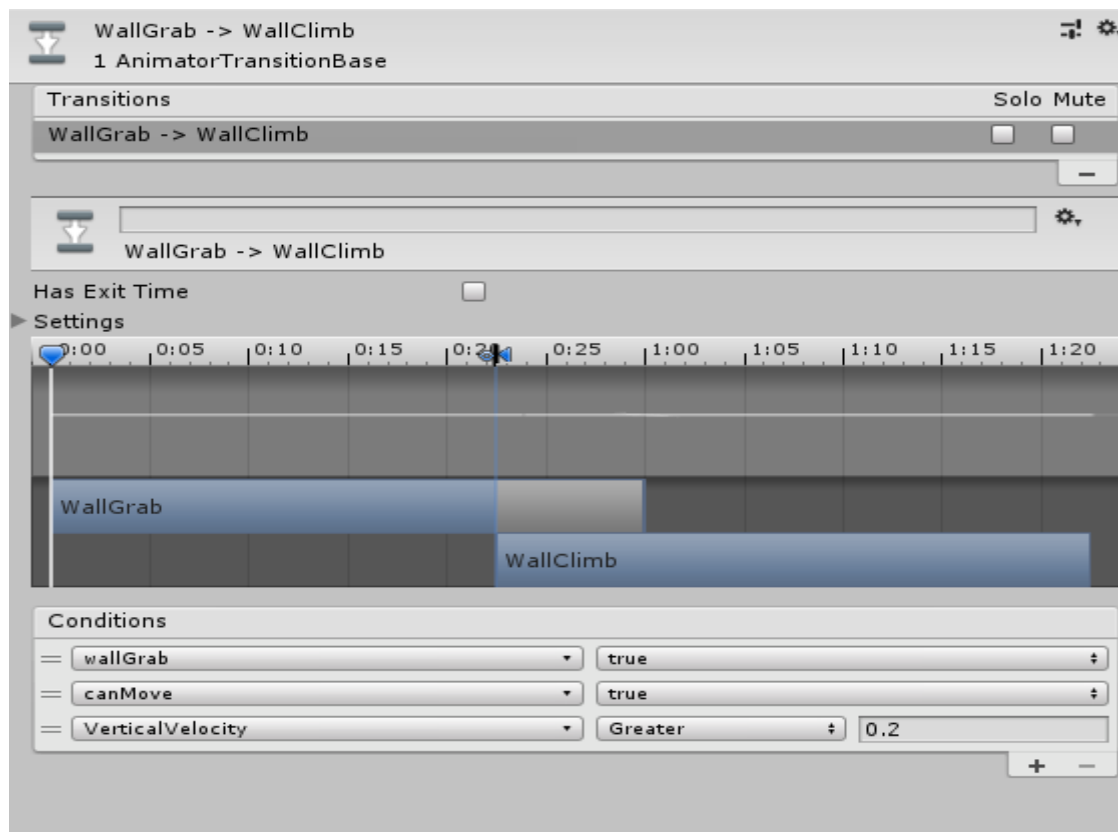 WallGrab -> WallClimb
1 AnimatorTransitionBase
Transitions Solo Mute
WallGrab -> WallClimb
WallGrab -> WallClimb
Has Exit Time
Settings
0:05 0:10 0:15 0:25 1:00 1:05 1:10 1:15 1:20
WallGrab
WallClimb
Conditions
wallGrab true
canMove true
VerticalVelocity Greater 0.2